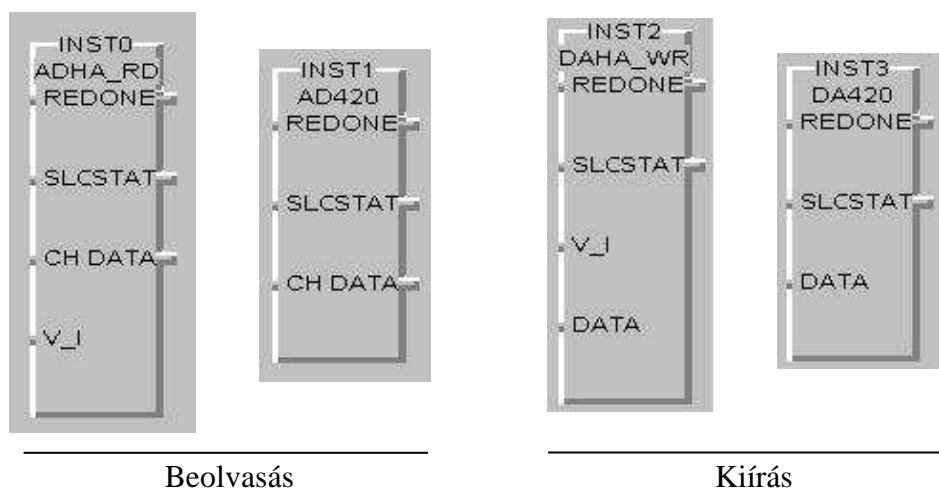 INST0
ADHA_RD
REDONE
SLCSTAT
CH DATA
V_I
INST1
AD420
REDONE
SLCSTAT
CH DATA
INST2
DAHA_WR
REDONE
SLCSTAT
V_I
DATA
INST3
DA420
REDONE
SLCSTAT
DATA
Beolvasás
Kiírás